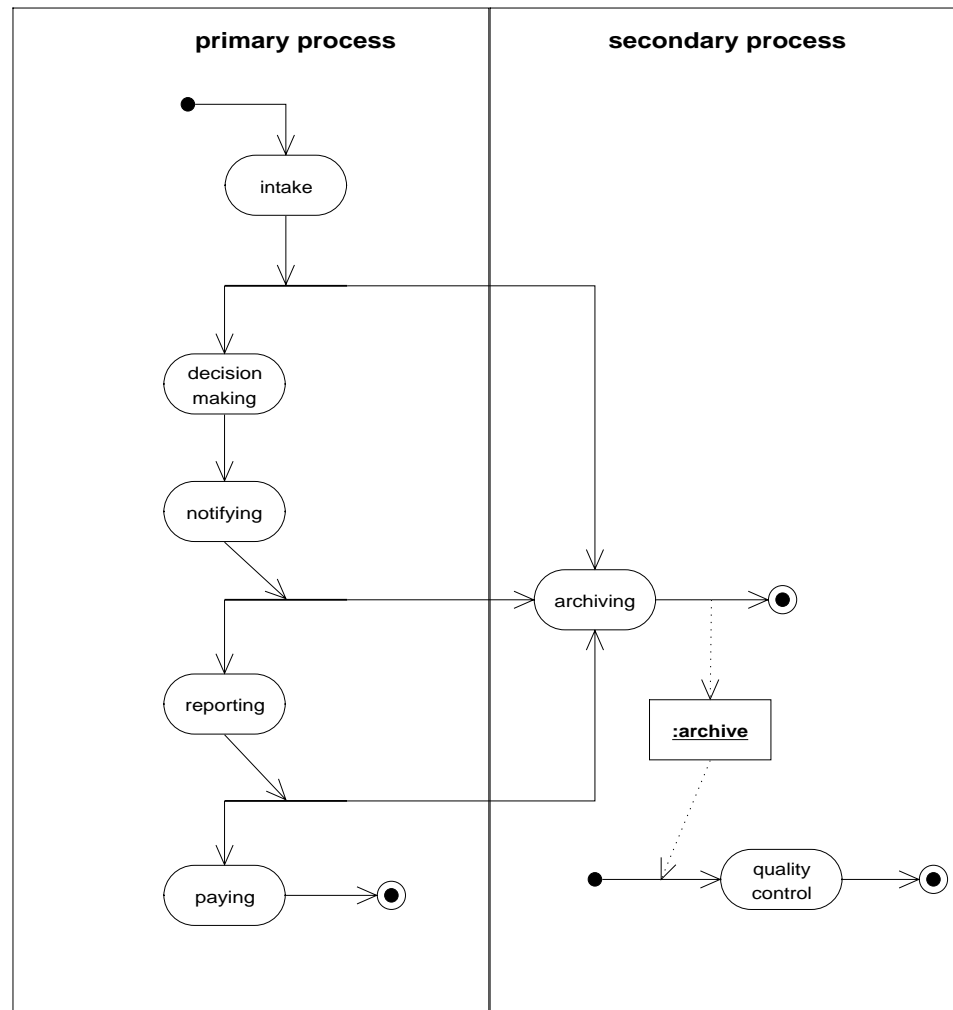 primary process
secondary process
intake
decision
making
notifying
archiving
reporting
:archive
paying
quality
control